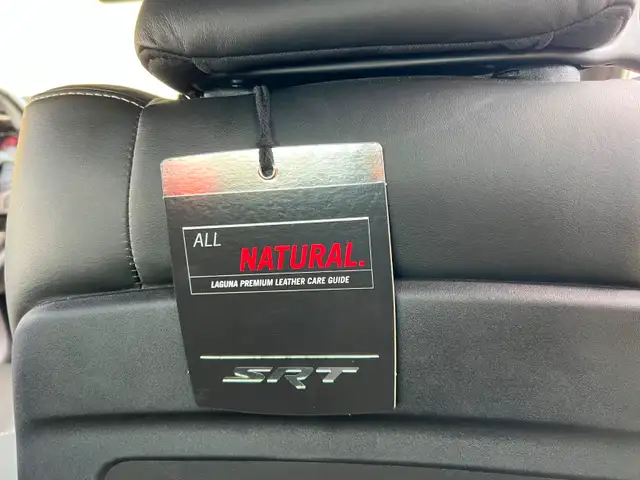 ALL
NATURAL.
LAGUNA PREMIUM LEATHER CARE GUIDE
SRT